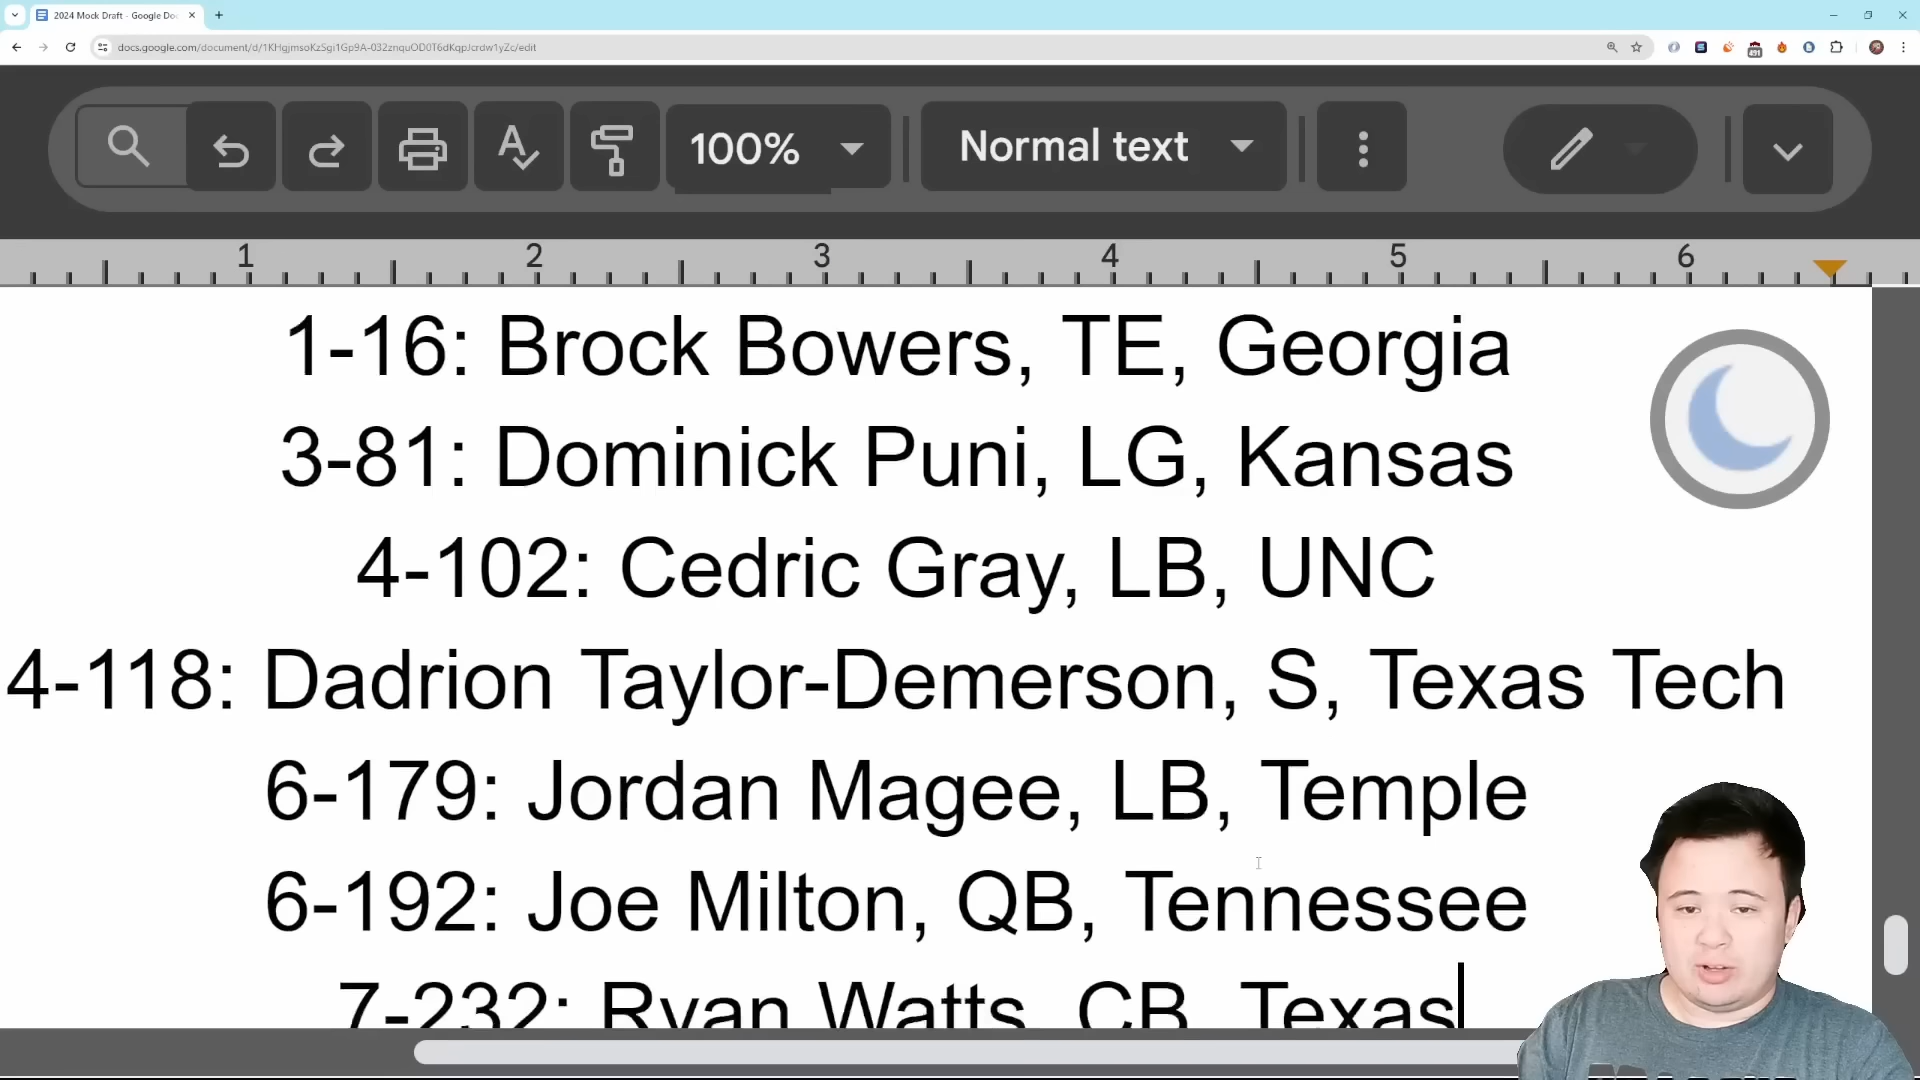 2024 Mock Draft - Google Do
docs.google.com/document/d/1KHgjmsoKzSgi1Gp9A-032znquOD0T6dKqpJcrdw1yZc/edit
100%
Normal text
1 2 3 4 5 6
1-16: Brock Bowers, TE, Georgia
3-81: Dominick Puni, LG, Kansas
4-102: Cedric Gray, LB, UNC
4-118: Dadrion Taylor-Demerson, S, Texas Tech
6-179: Jordan Magee, LB, Temple
6-192: Joe Milton, QB, Tennessee
7-232: Ryan Watts, CB, Texas